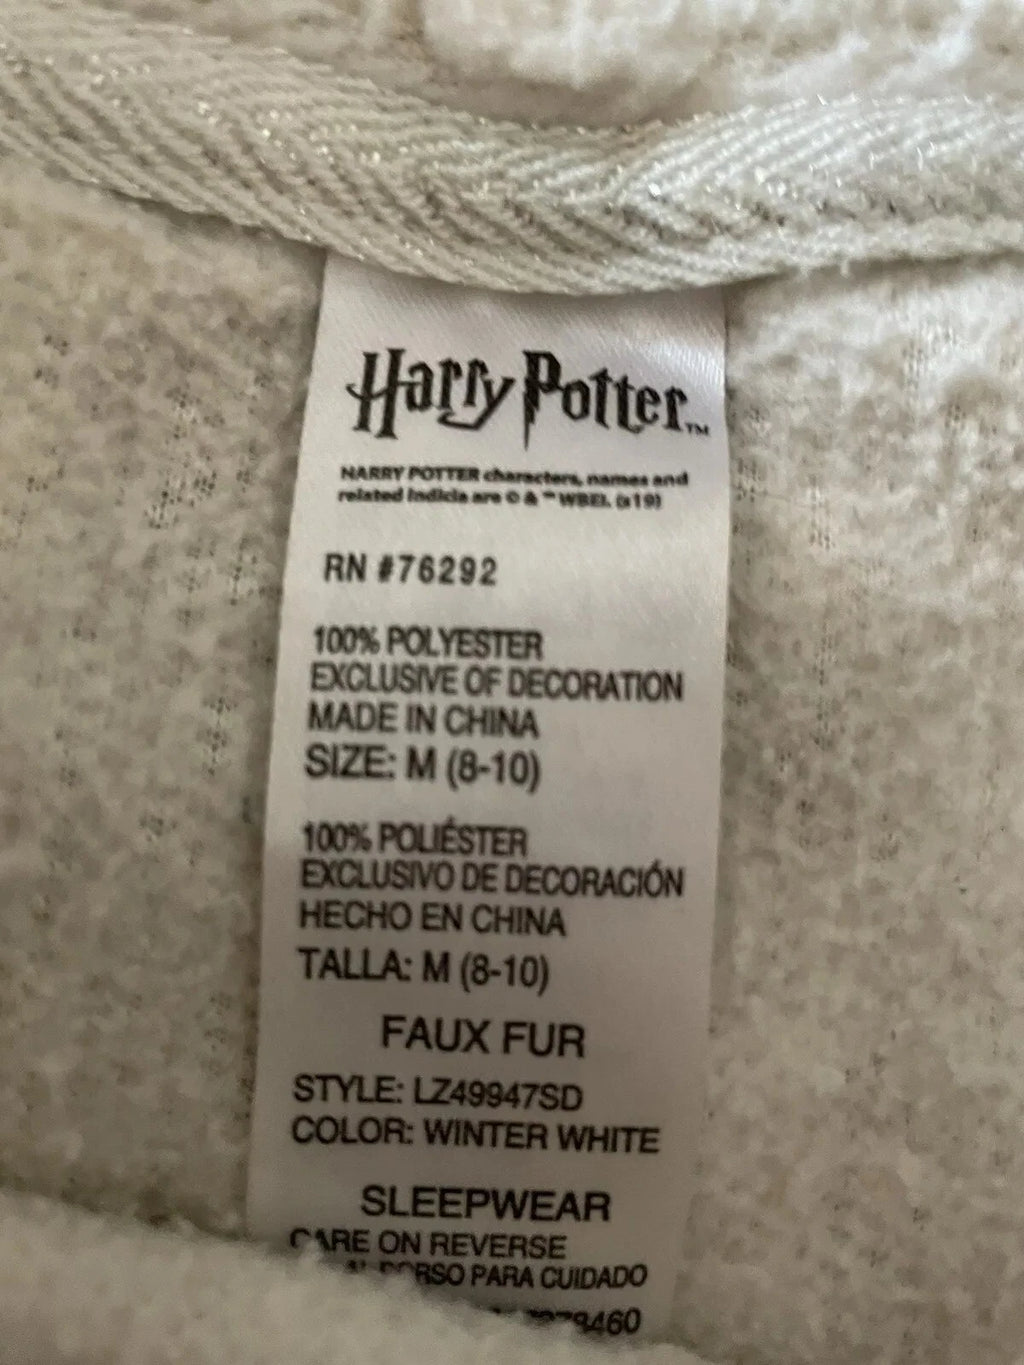 Harry Potter™
HARRY POTTER characters, names and
related indicia are © & ™ WBEI. (s19)
RN #76292
100% POLYESTER
EXCLUSIVE OF DECORATION
MADE IN CHINA
SIZE: M (8-10)
100% POLIÉSTER
EXCLUSIVO DE DECORACIÓN
HECHO EN CHINA
TALLA: M (8-10)
FAUX FUR
STYLE: LZ49947SD
COLOR: WINTER WHITE
SLEEPWEAR
CARE ON REVERSE
PARA CUIDADO